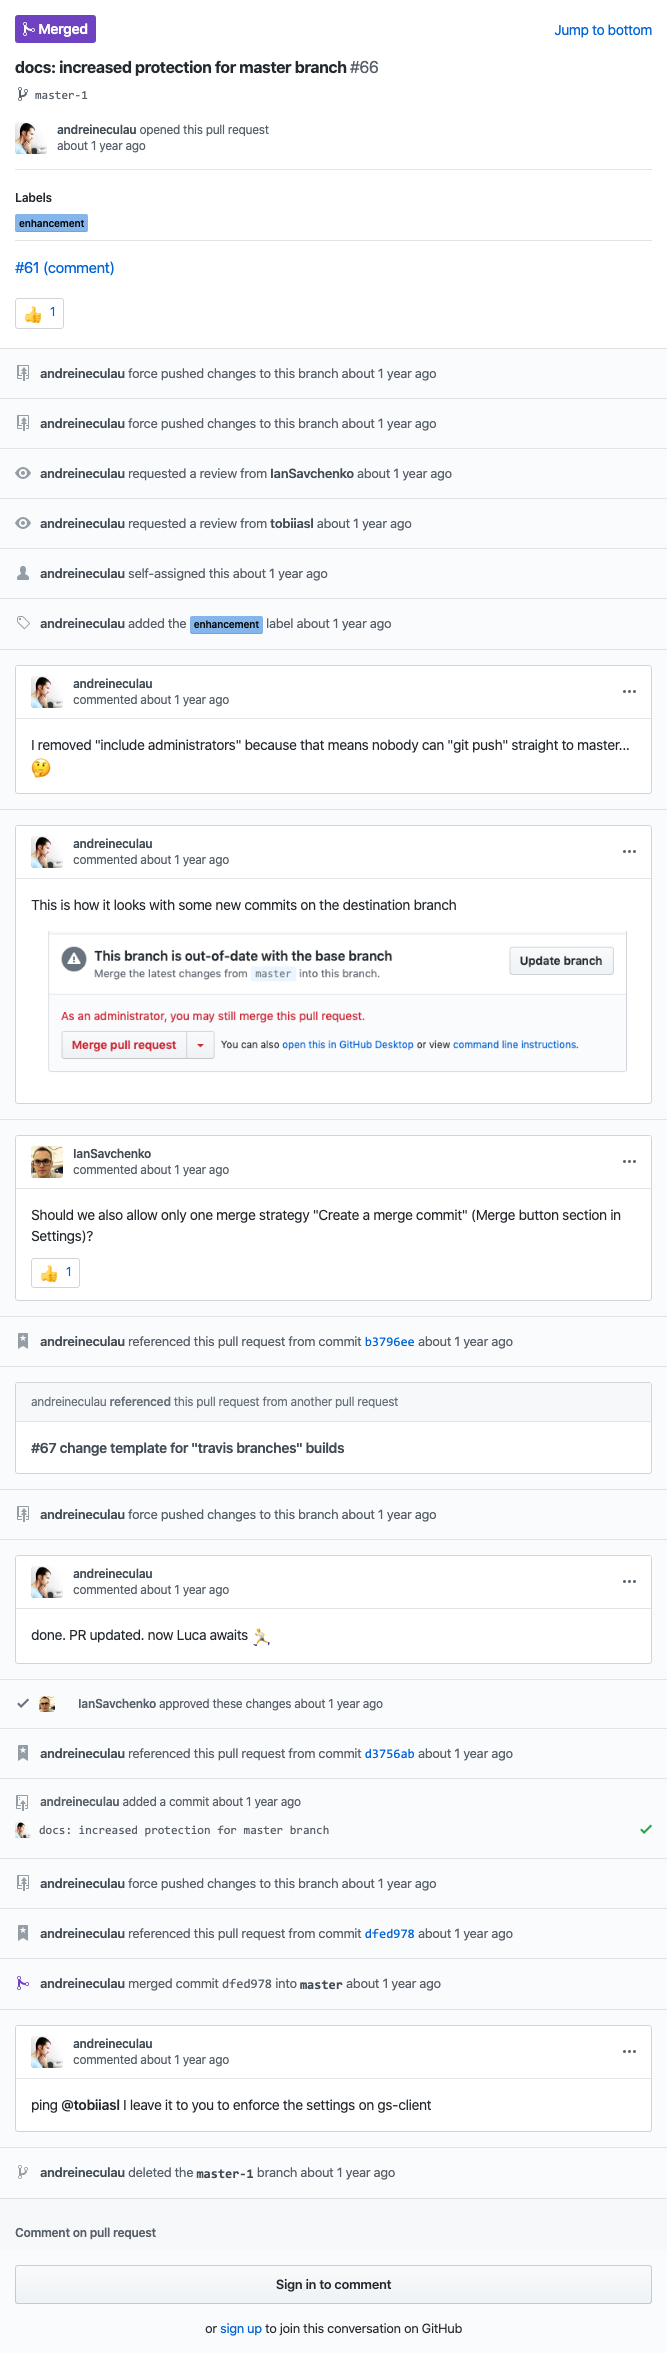 Merged
Jump to bottom
docs: increased protection for master branch #66
master-1
andreineculau opened this pull request
about 1 year ago
Labels
enhancement
#61 (comment)
👍 1
andreineculau force pushed changes to this branch about 1 year ago
andreineculau force pushed changes to this branch about 1 year ago
andreineculau requested a review from IanSavchenko about 1 year ago
andreineculau requested a review from tobiiasl about 1 year ago
andreineculau self-assigned this about 1 year ago
andreineculau added the enhancement label about 1 year ago
andreineculau
commented about 1 year ago
I removed "include administrators" because that means nobody can "git push" straight to master...
🤔
andreineculau
commented about 1 year ago
This is how it looks with some new commits on the destination branch
This branch is out-of-date with the base branch
Merge the latest changes from master into this branch.
Update branch
As an administrator, you may still merge this pull request.
Merge pull request
You can also open this in GitHub Desktop or view command line instructions.
IanSavchenko
commented about 1 year ago
Should we also allow only one merge strategy "Create a merge commit" (Merge button section in
Settings)?
👍 1
andreineculau referenced this pull request from commit b3796ee about 1 year ago
andreineculau referenced this pull request from another pull request
#67 change template for "travis branches" builds
andreineculau force pushed changes to this branch about 1 year ago
andreineculau
commented about 1 year ago
done. PR updated. now Luca awaits 🏃
IanSavchenko approved these changes about 1 year ago
andreineculau referenced this pull request from commit d3756ab about 1 year ago
andreineculau added a commit about 1 year ago
docs: increased protection for master branch
andreineculau force pushed changes to this branch about 1 year ago
andreineculau referenced this pull request from commit dfed978 about 1 year ago
andreineculau merged commit dfed978 into master about 1 year ago
andreineculau
commented about 1 year ago
ping @tobiiasl I leave it to you to enforce the settings on gs-client
andreineculau deleted the master-1 branch about 1 year ago
Comment on pull request
Sign in to comment
or sign up to join this conversation on GitHub